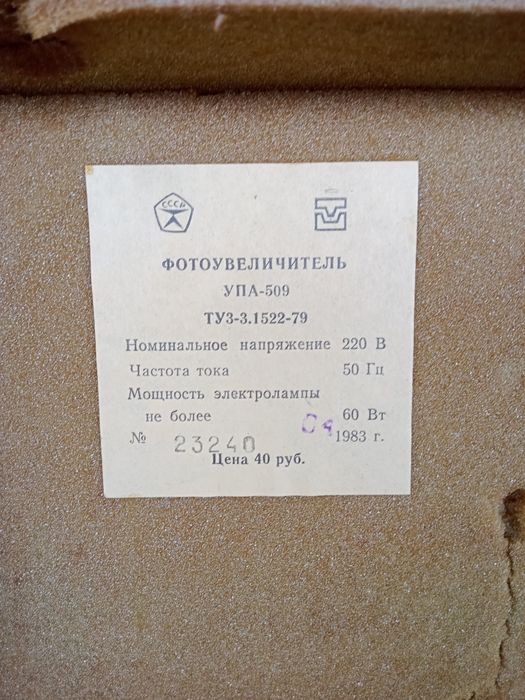 СССР
ФОТОУВЕЛИЧИТЕЛЬ
УПА-509
ТУ3-3.1522-79
Номинальное напряжение 220 В
Частота тока 50 Гц
Мощность электролампы
не более 60 Вт
№ 23240 04 1983 г.
Цена 40 руб.